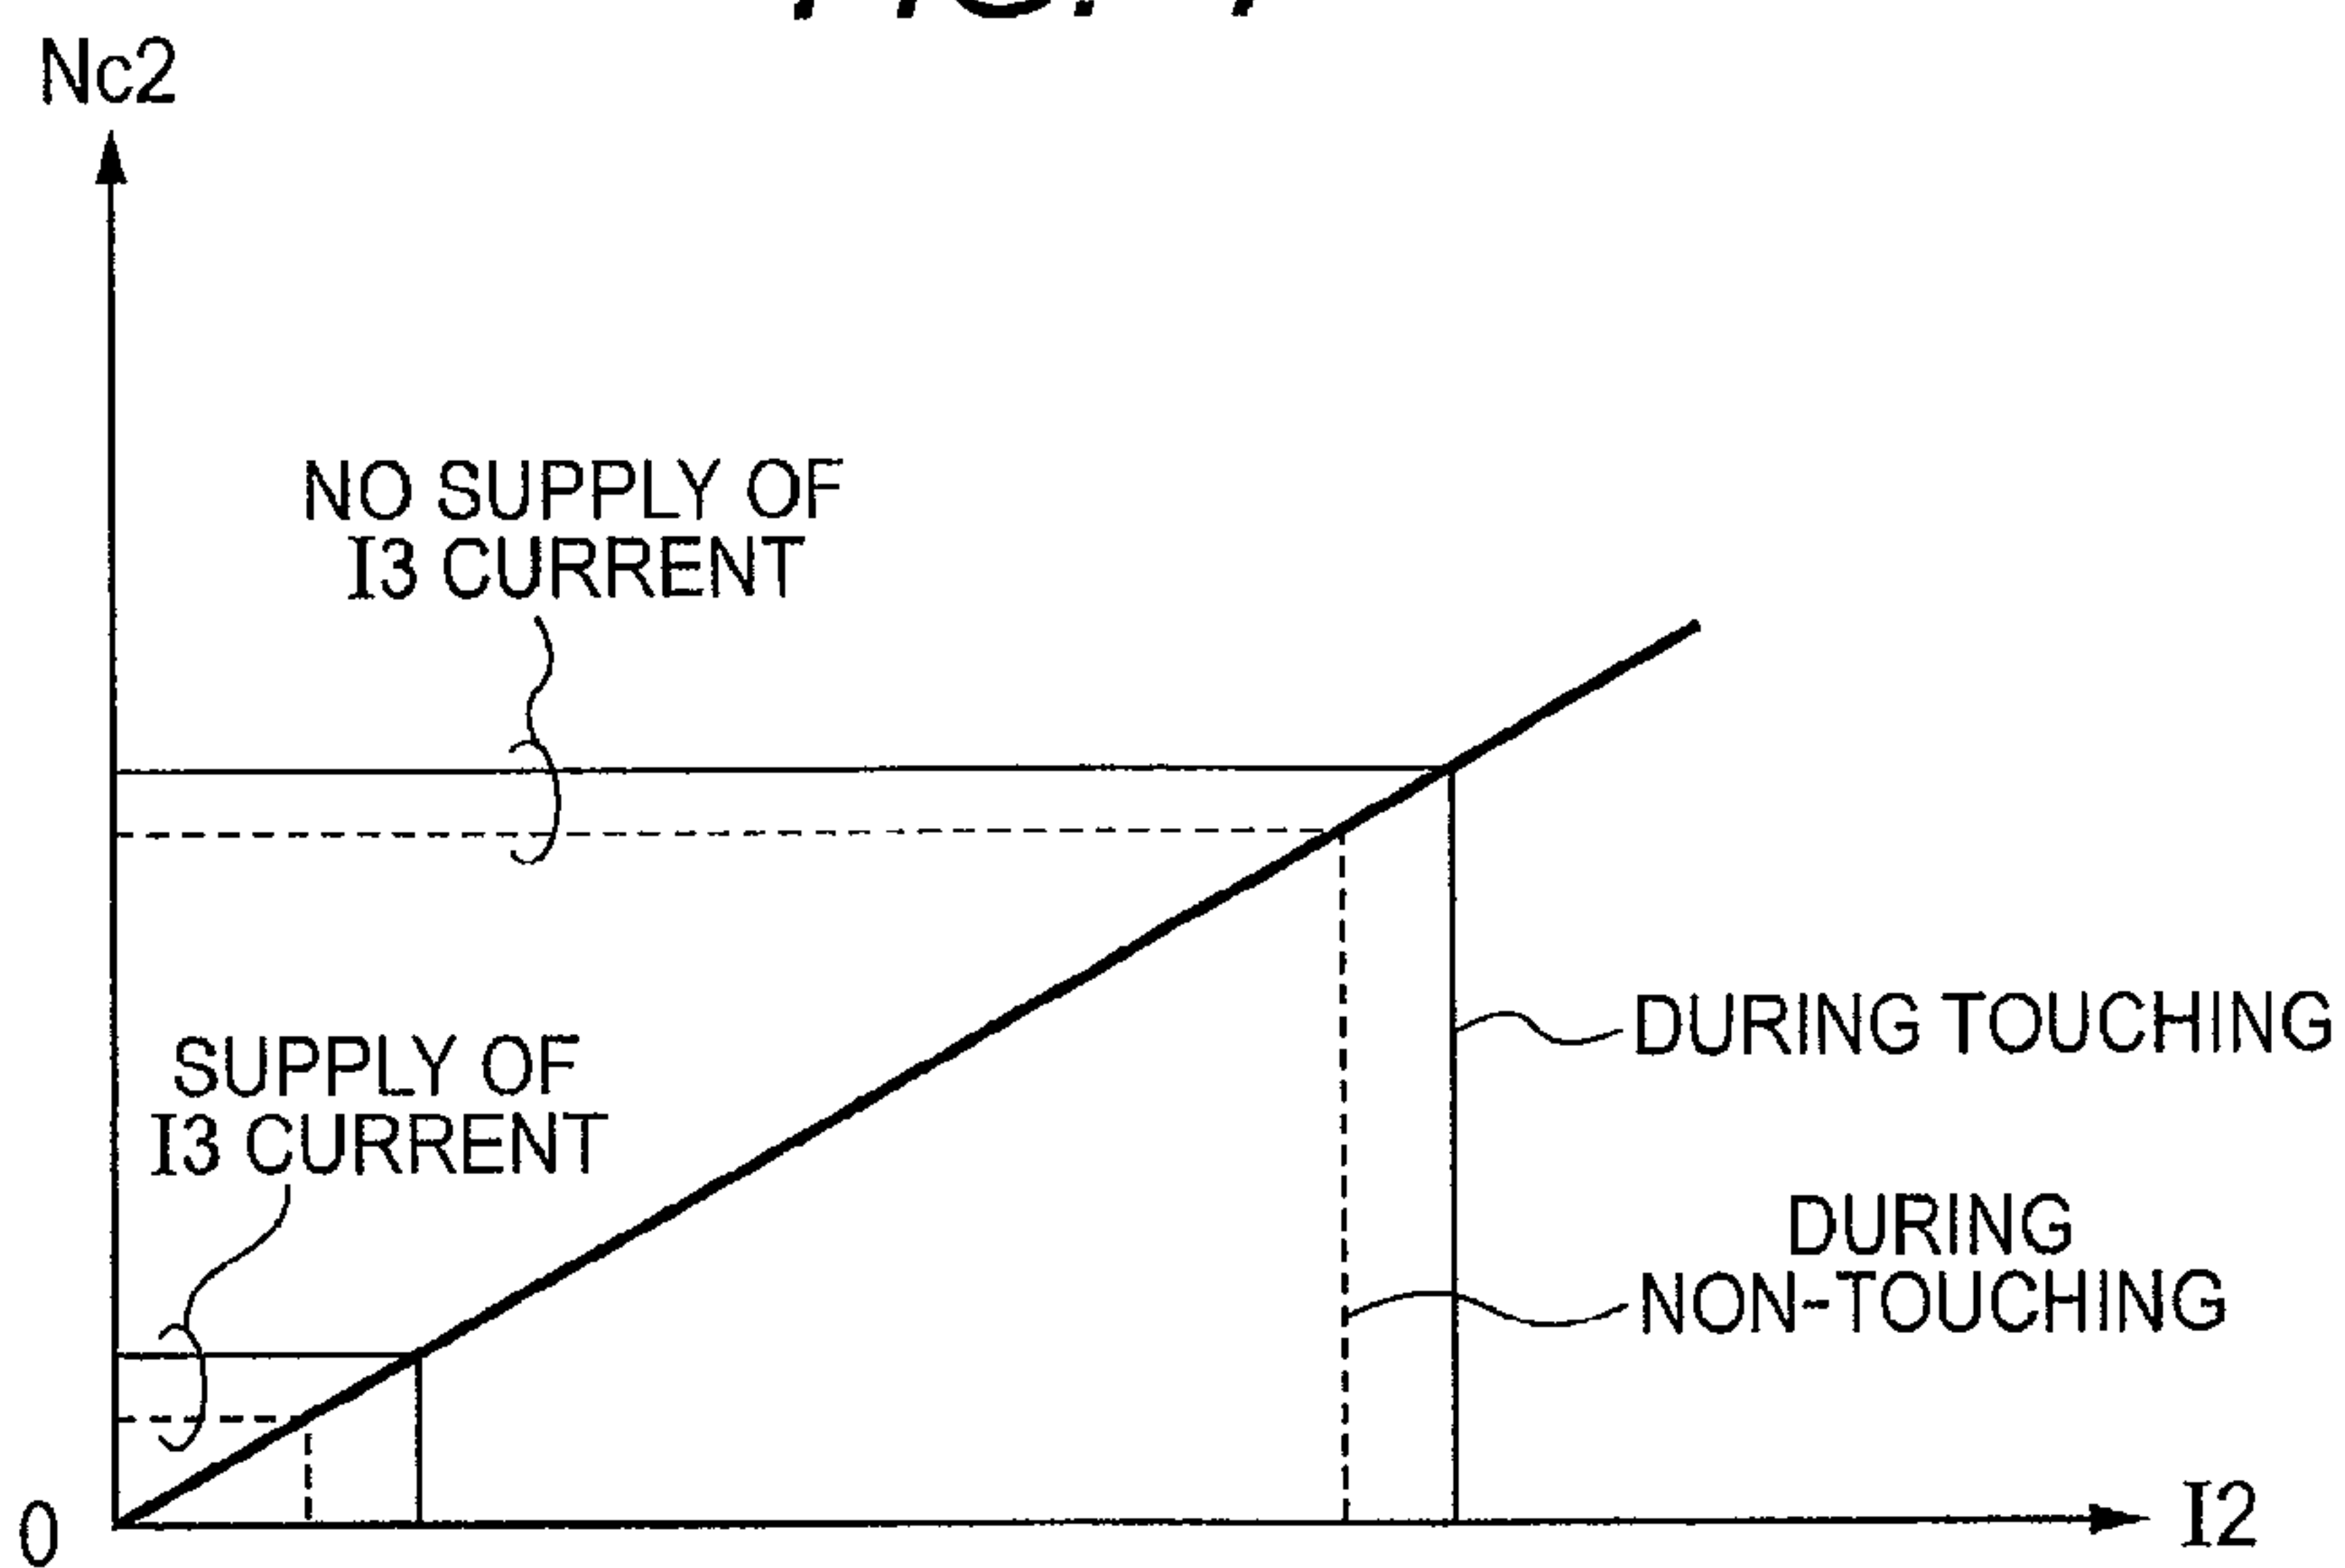 Nc2
NO SUPPLY OF
I3 CURRENT
SUPPLY OF
I3 CURRENT
DURING TOUCHING
DURING
NON-TOUCHING
0
I2